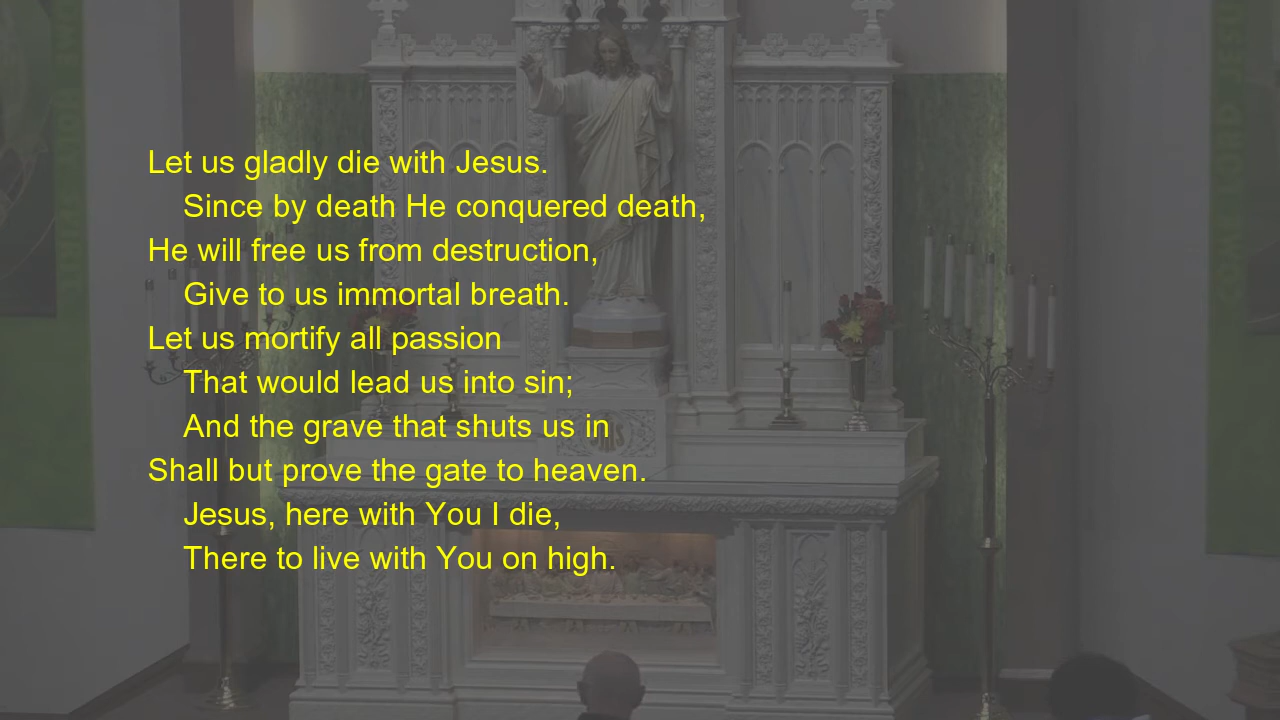 Let us gladly die with Jesus.
Since by death He conquered death,
He will free us from destruction,
Give to us immortal breath.
Let us mortify all passion
That would lead us into sin;
And the grave that shuts us in
Shall but prove the gate to heaven.
Jesus, here with You I die,
There to live with You on high.